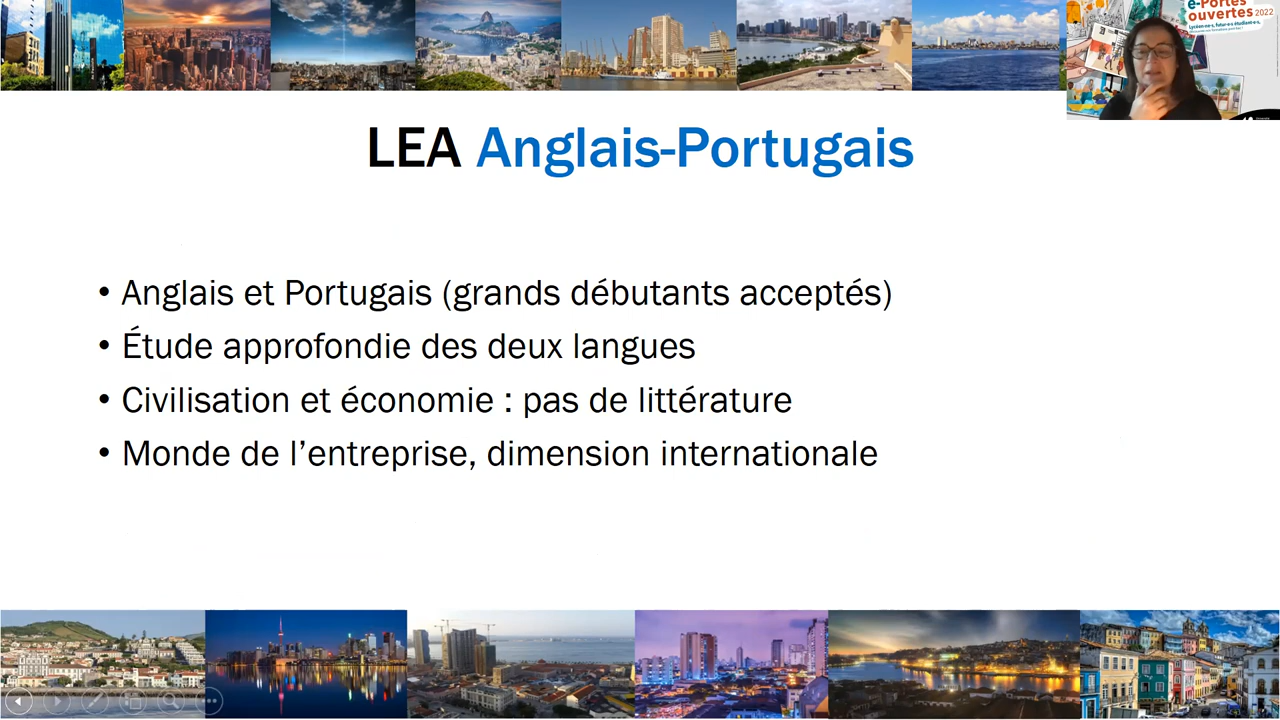 e-Portes
ouvertes 2022
LEA Anglais-Portugais
• Anglais et Portugais (grands débutants acceptés)
• Étude approfondie des deux langues
• Civilisation et économie : pas de littérature
• Monde de l’entreprise, dimension internationale